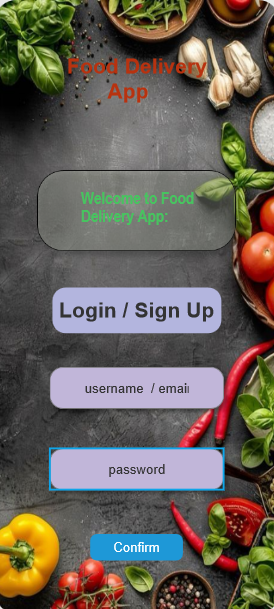 Food Delivery
App
Welcome to Food
Delivery App:
Login / Sign Up
username / email
password
Confirm